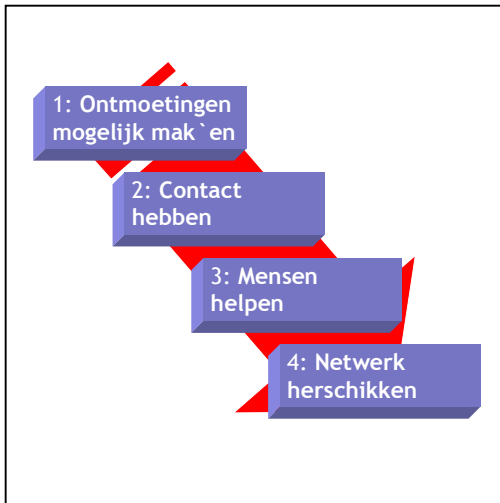 1: Ontmoetingen
mogelijk mak`en
2: Contact
hebben
3: Mensen
helpen
4: Netwerk
herschikken